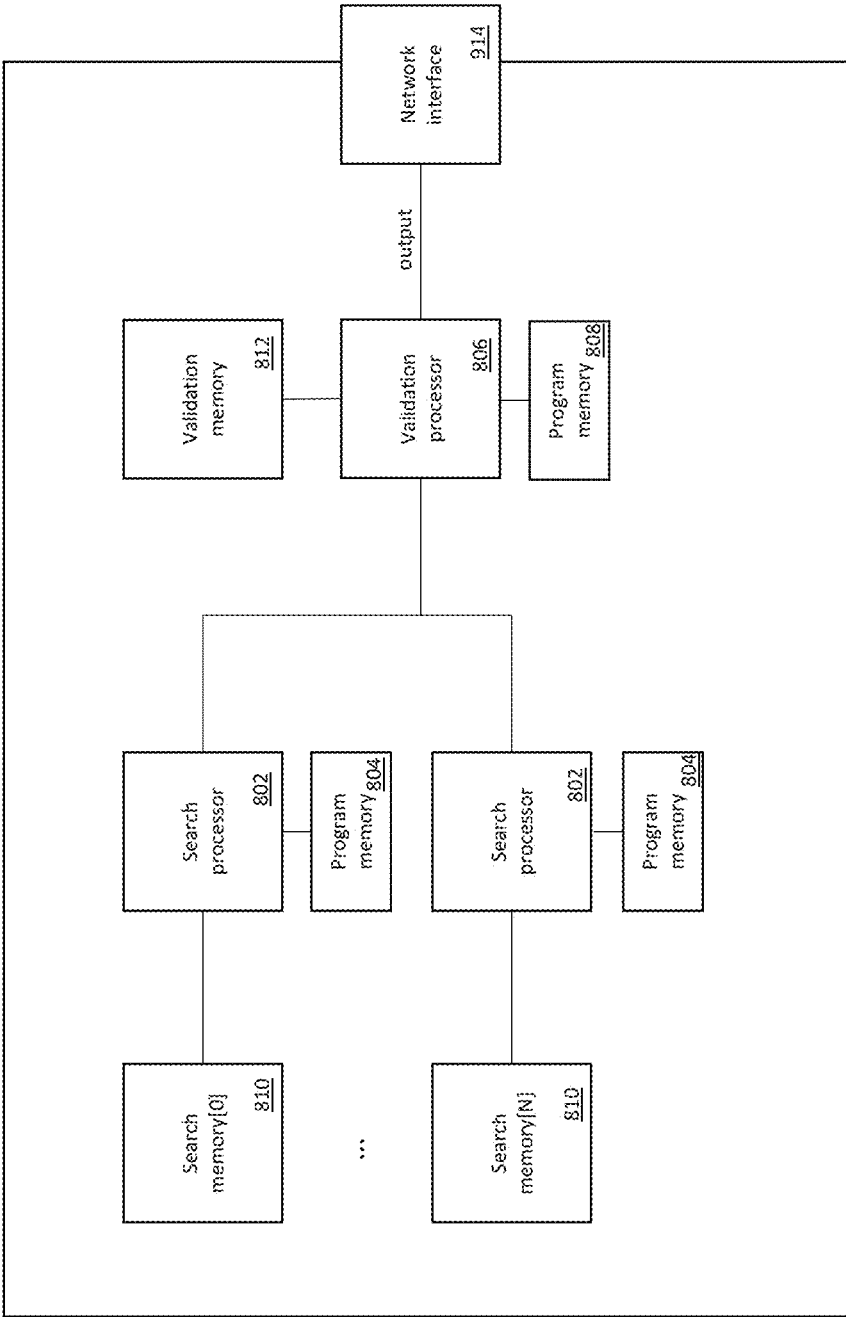 Search
memory[0]
810
...
Search
memory[N]
810
Search
processor
802
Program
memory
804
Search
processor
802
Program
memory
804
Validation
memory
812
Validation
processor
806
Program
memory
808
output
Network
interface
914